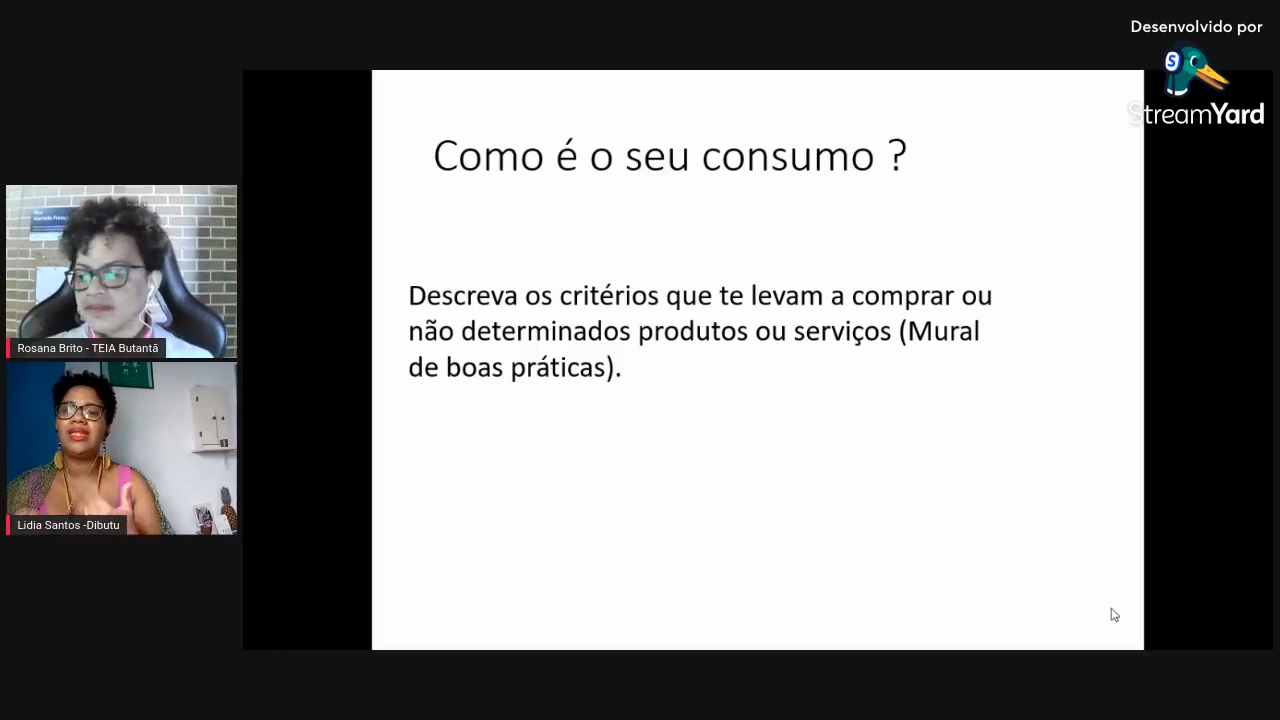 Desenvolvido por
StreamYard
Como é o seu consumo ?
Descreva os critérios que te levam a comprar ou
não determinados produtos ou serviços (Mural
de boas práticas).
Rosana Brito - TEIA Butantã
Lidia Santos -Dibutu